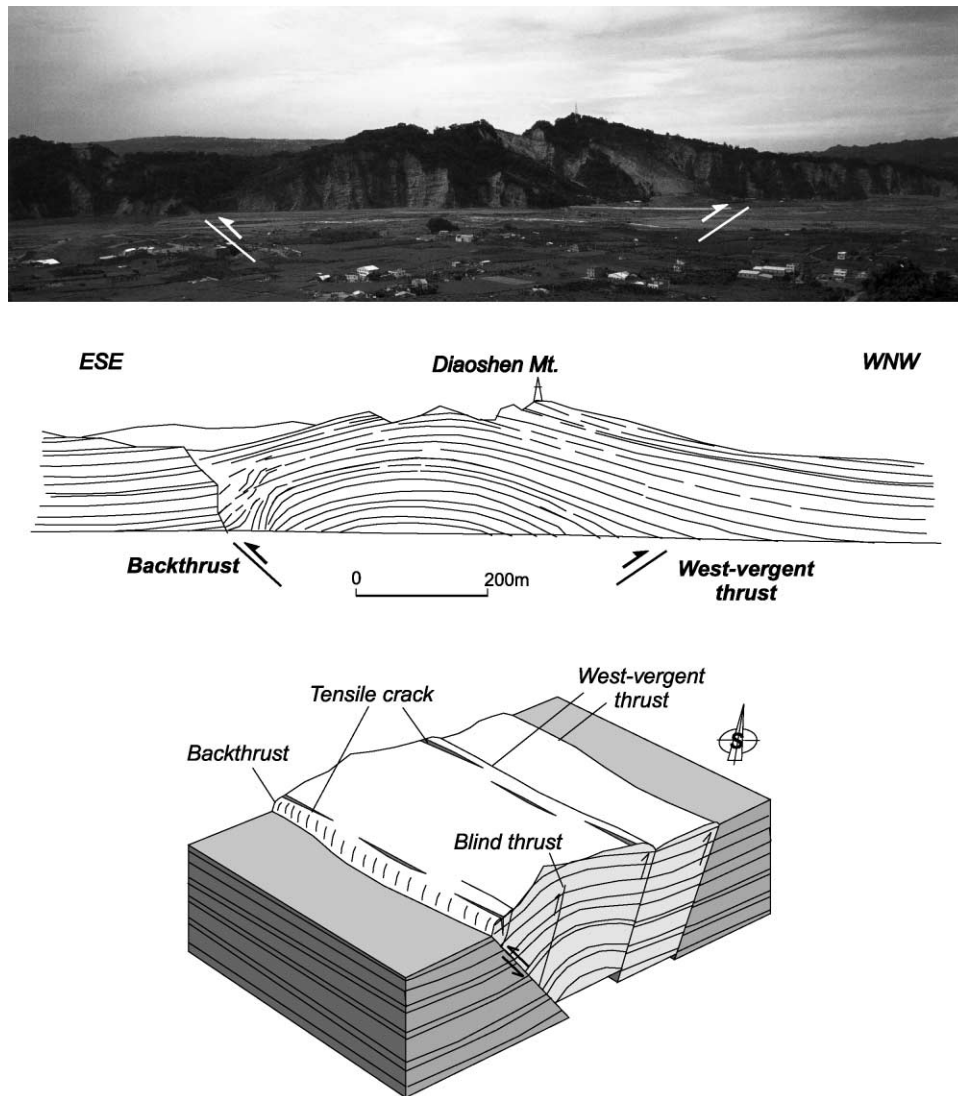 ESE
Diaoshen Mt.
WNW
Backthrust
0
200m
West-vergent
thrust
Tensile crack
West-vergent
thrust
Backthrust
S
Blind thrust